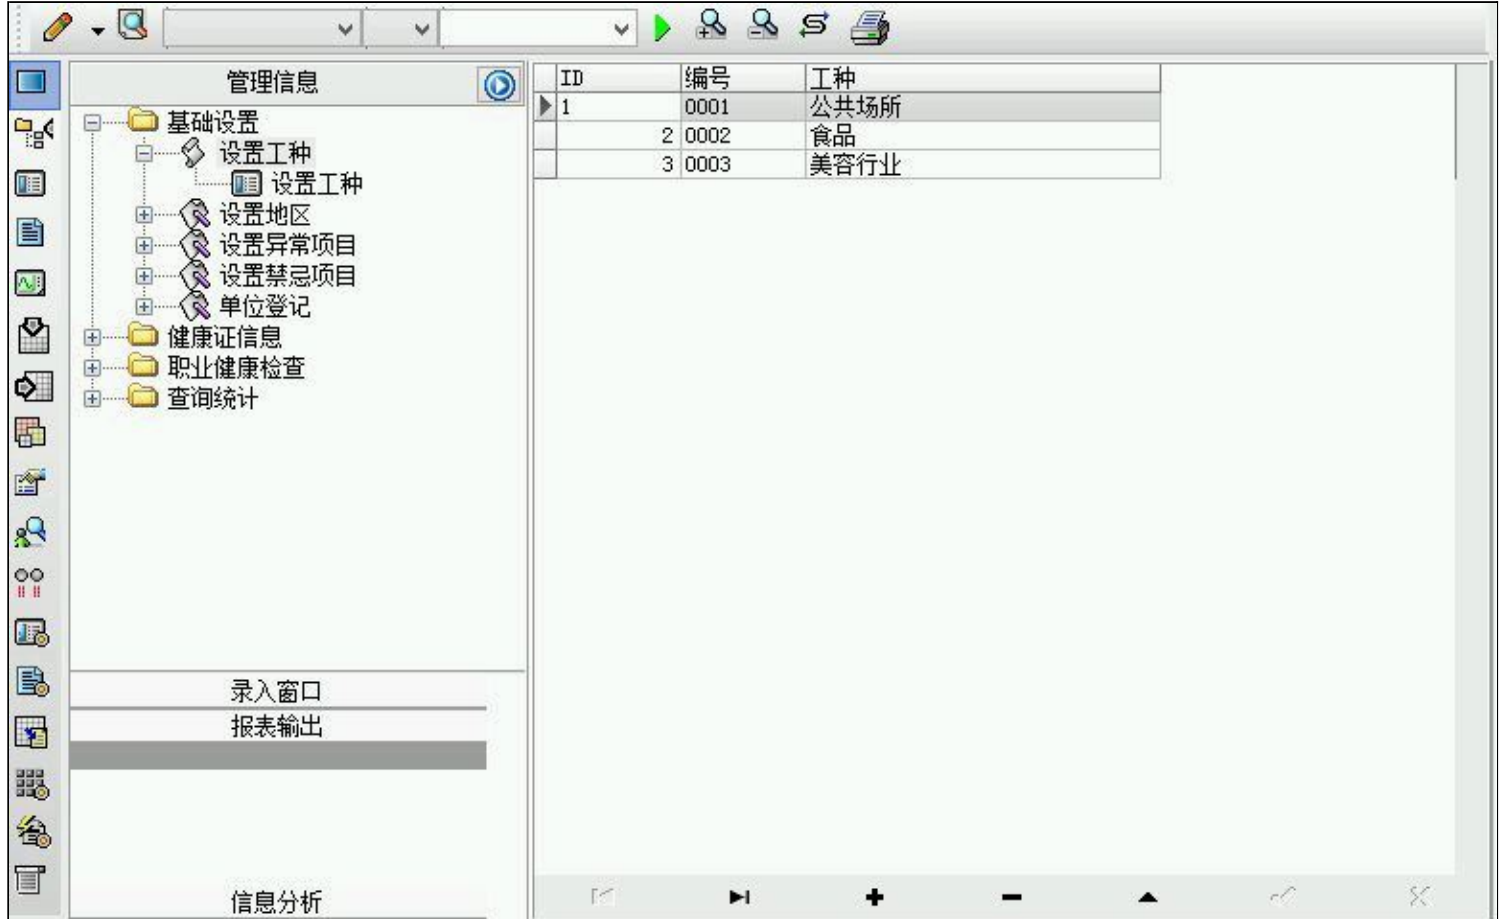 管理信息
基础设置
设置工种
设置工种
设置地区
设置异常项目
设置禁忌项目
单位登记
健康证信息
职业健康检查
查询统计
录入窗口
报表输出
信息分析
ID 编号 工种
1 0001 公共场所
2 0002 食品
3 0003 美容行业